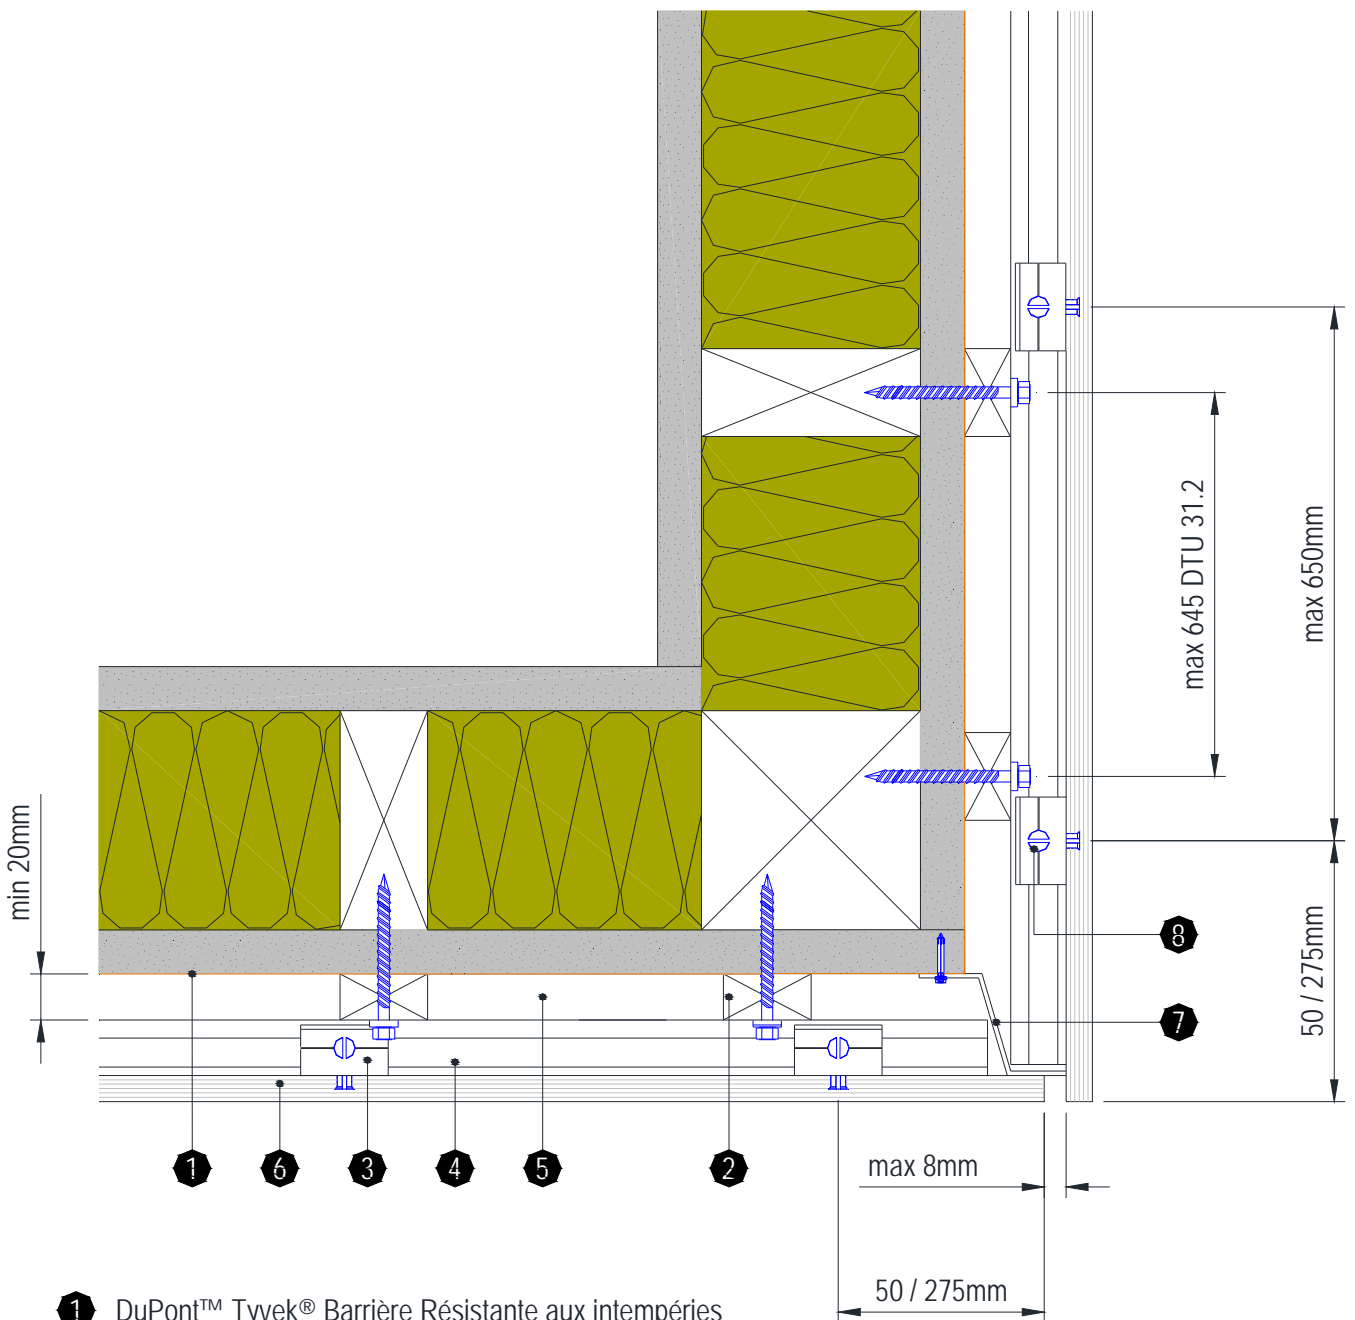 max 645 DTU 31.2
max 650mm
min 20mm
50 / 275mm
8
7
1
6
3
4
5
2
max 8mm
50 / 275mm
1 DuPont™ Tyvek® Barrière Résistante aux intempéries